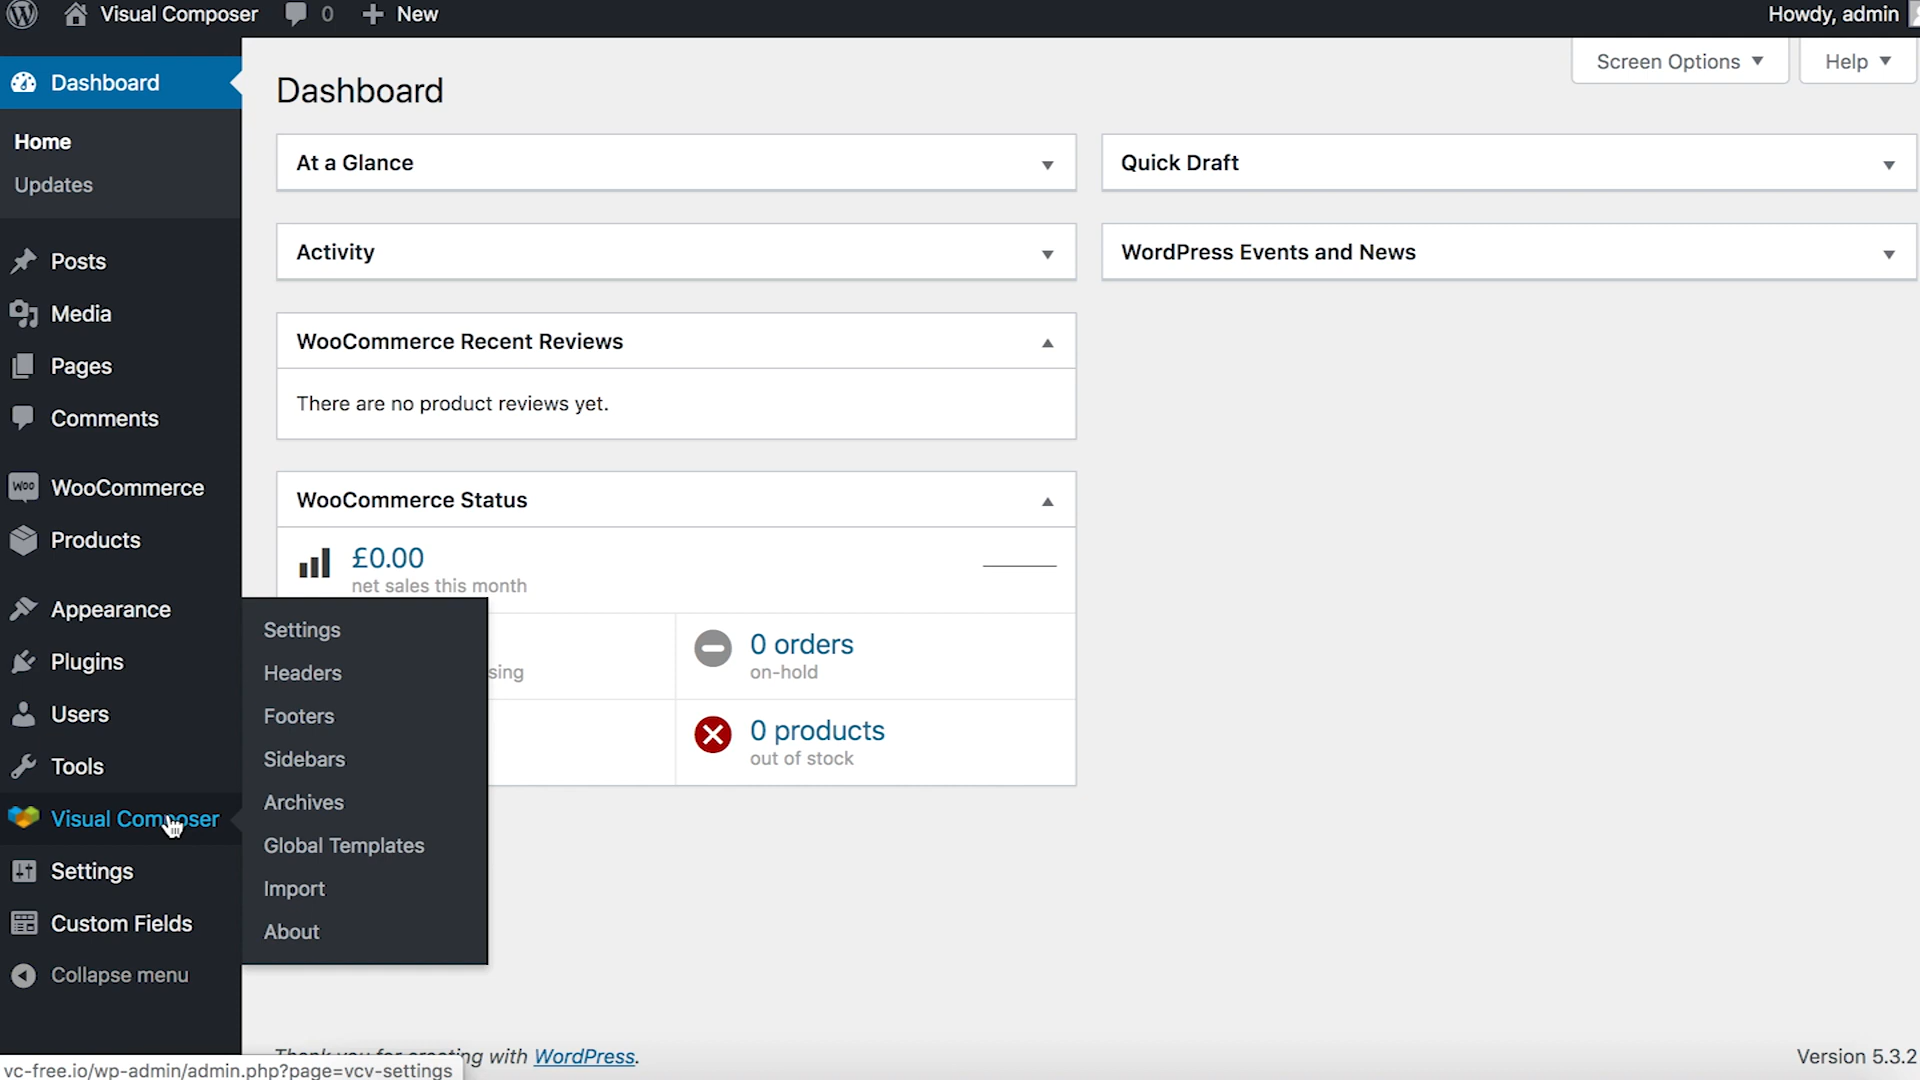 Visual Composer 0 New Howdy, admin
Dashboard
Home
Updates
Posts
Media
Pages
Comments
WOO WooCommerce
Products
Appearance
Plugins
Users
Tools
Visual Composer
Settings
Custom Fields
Collapse menu
Settings
Headers
Footers
Sidebars
Archives
Global Templates
Import
About
Screen Options Help
Dashboard
At a Glance
Activity
WooCommerce Recent Reviews
There are no product reviews yet.
WooCommerce Status
£0.00
net sales this month
sing
0 orders
on-hold
0 products
out of stock
Quick Draft
WordPress Events and News
with WordPress.
Version 5.3.2
vc-free.io/wp-admin/admin.php?page=vcv-settings